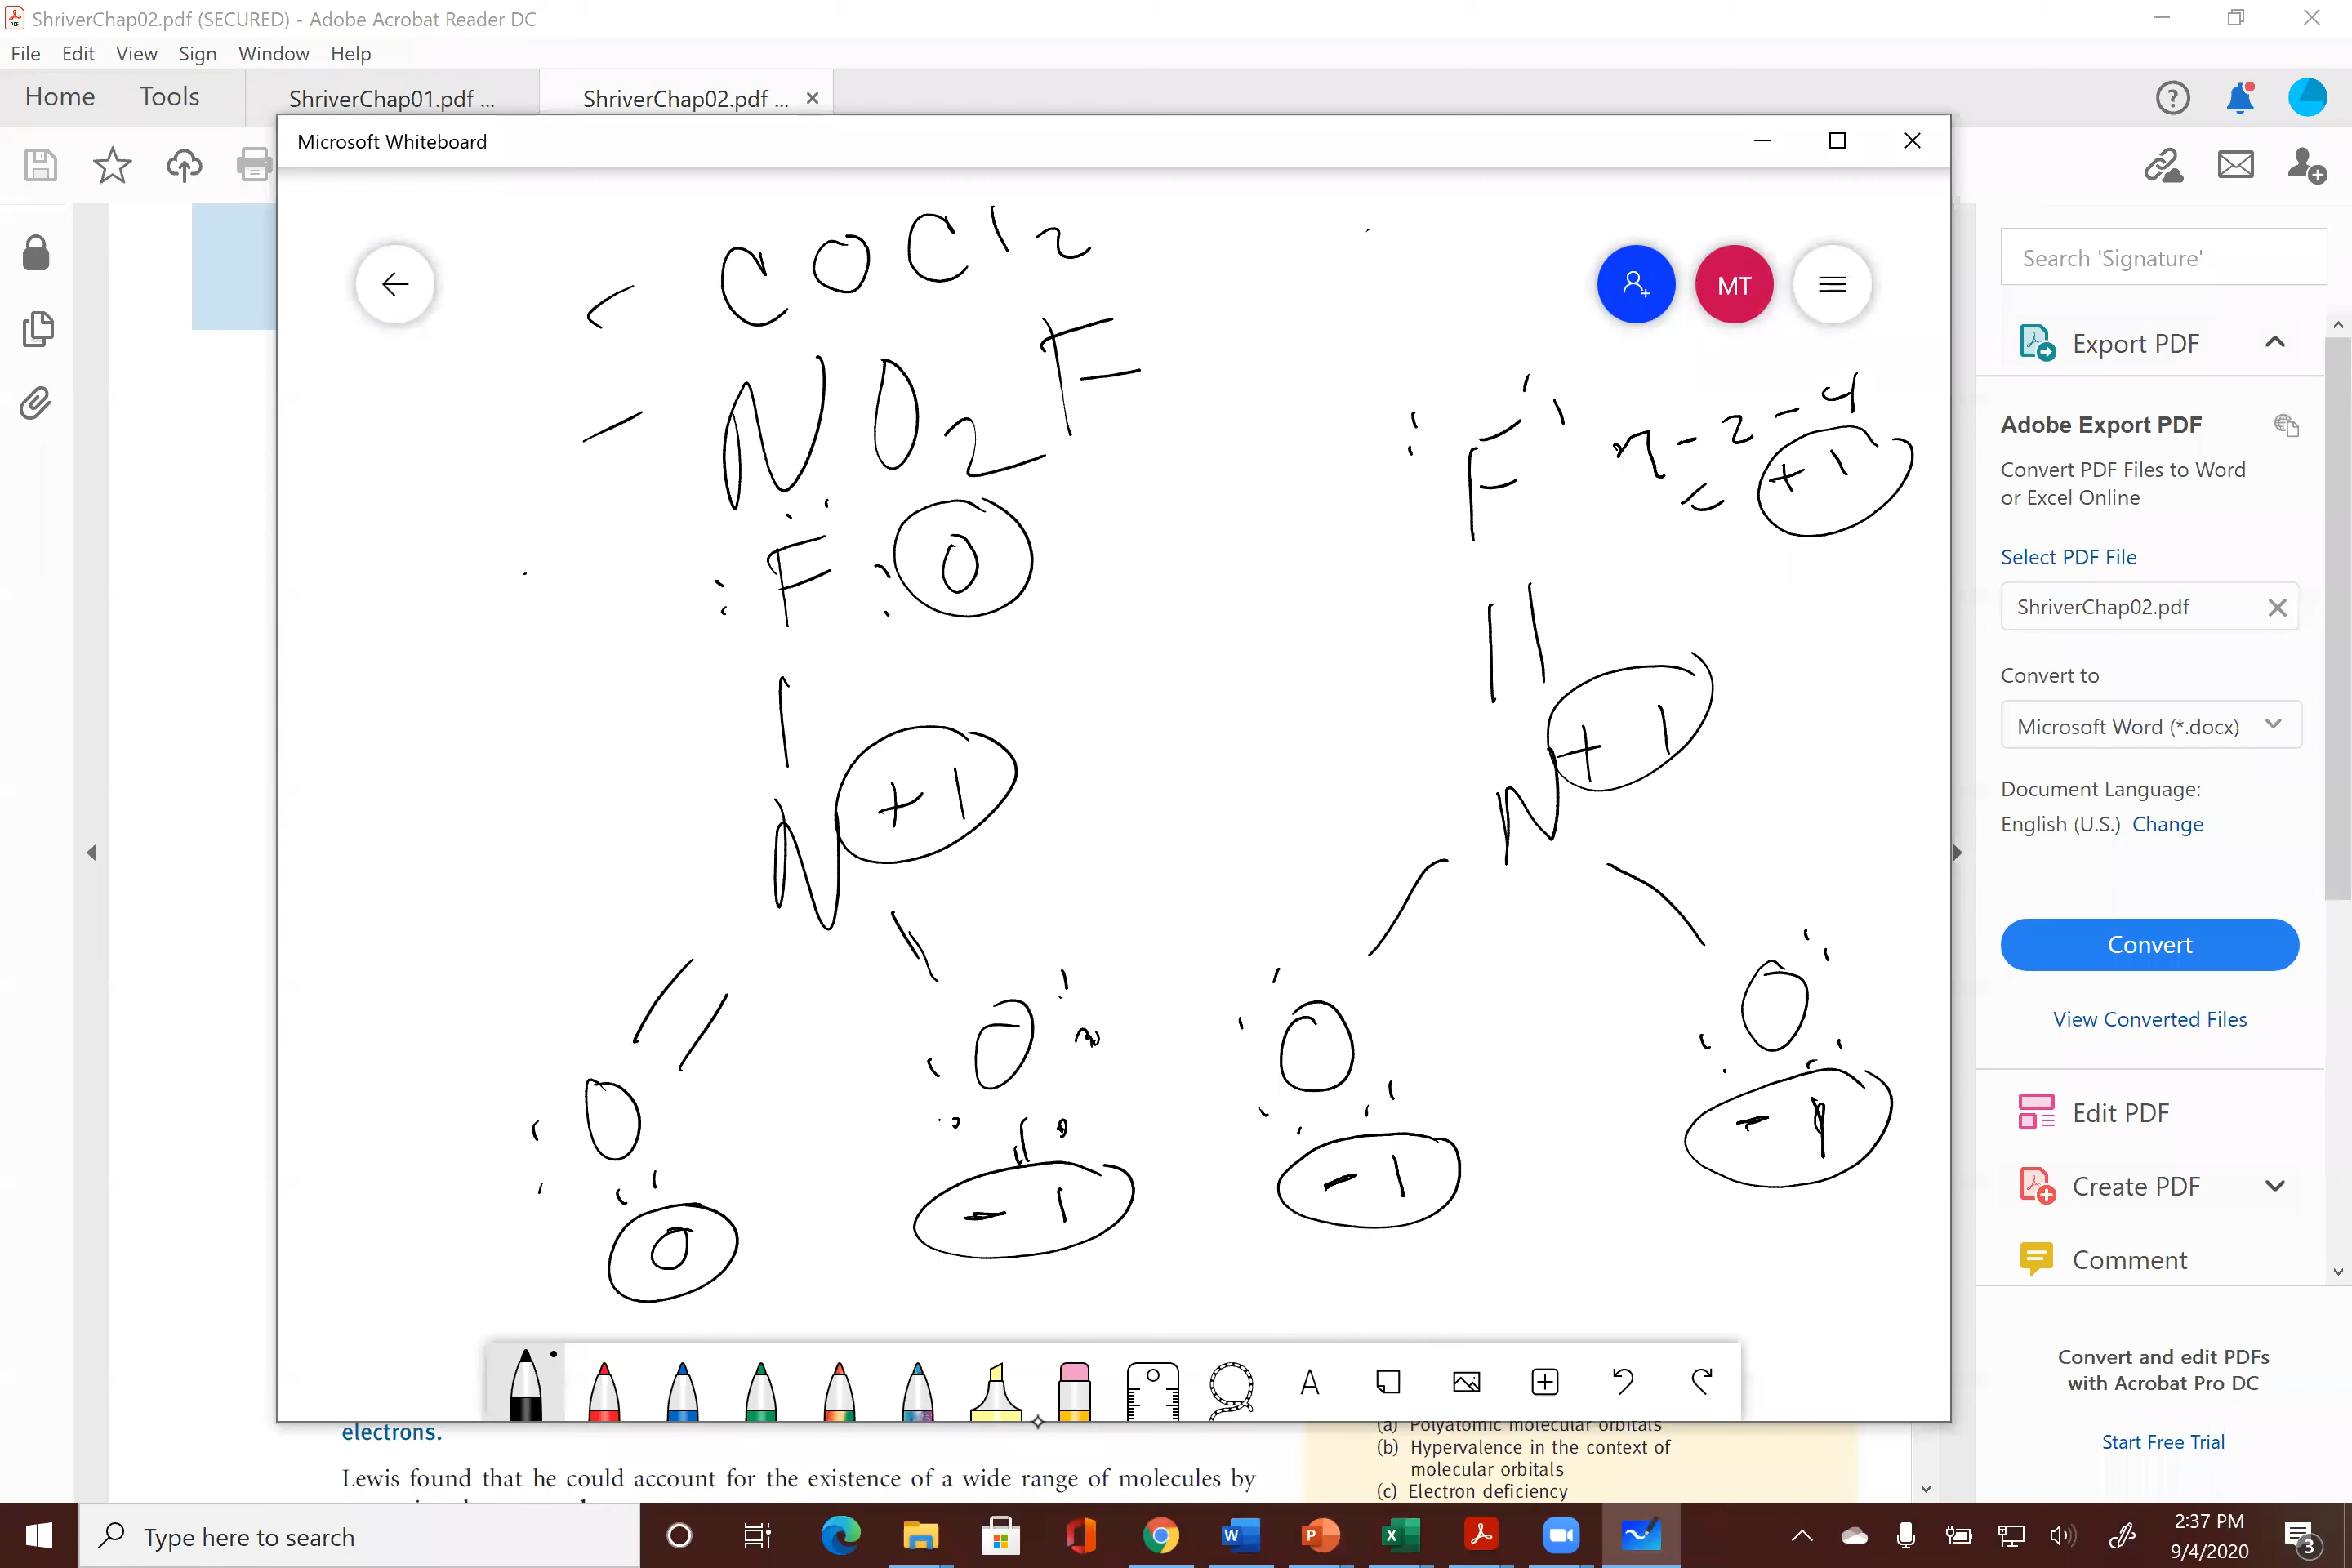 ShriverChap02.pdf (SECURED) - Adobe Acrobat Reader DC
File Edit View Sign Window Help
Home Tools ShriverChap01.pdf ... ShriverChap02.pdf ...
Microsoft Whiteboard
COCl2
MT
NO2F
F 0
F 7-2-4
= +1
N +1
N +1
O
O
O
O
0
-1
-1
-1
Search 'Signature'
Export PDF
Adobe Export PDF
Convert PDF Files to Word
or Excel Online
Select PDF File
ShriverChap02.pdf
Convert to
Microsoft Word (*.docx)
Document Language:
English (U.S.) Change
Convert
View Converted Files
Edit PDF
Create PDF
Comment
Convert and edit PDFs
with Acrobat Pro DC
Start Free Trial
electrons.
Lewis found that he could account for the existence of a wide range of molecules by
(a) Polyatomic molecular orbitals
(b) Hypervalence in the context of
molecular orbitals
(c) Electron deficiency
Type here to search
2:37 PM
9/4/2020
3